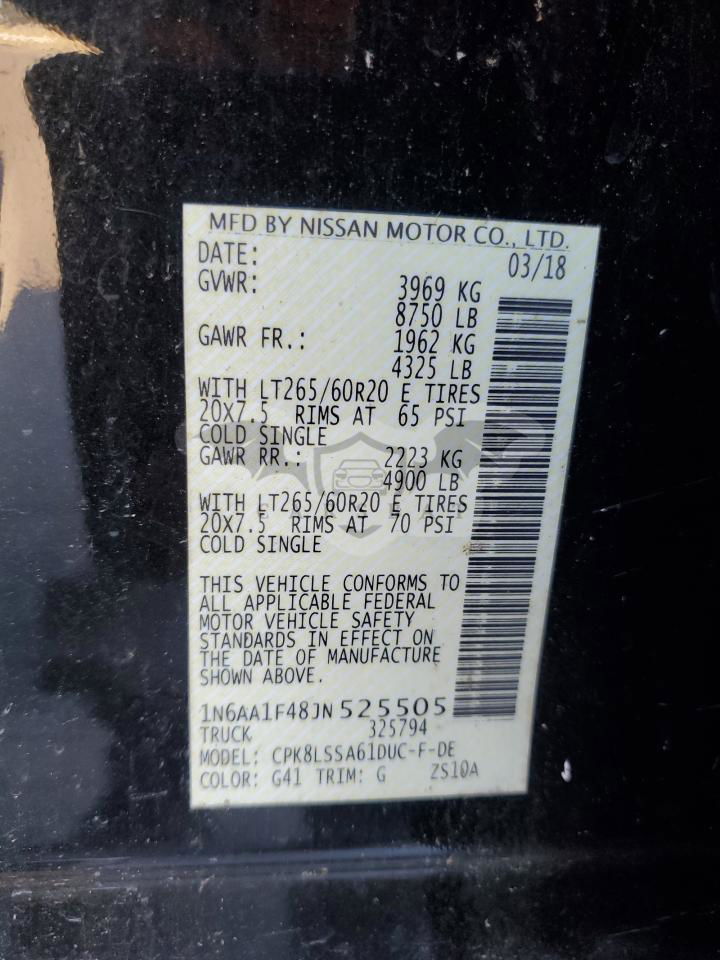 MFD BY NISSAN MOTOR CO., LTD.
DATE: 03/18
GVWR: 3969 KG
8750 LB
GAWR FR.: 1962 KG
4325 LB
WITH LT265/60R20 E TIRES
20X7.5 RIMS AT 65 PSI
COLD SINGLE
GAWR RR.: 2223 KG
4900 LB
WITH LT265/60R20 E TIRES
20X7.5 RIMS AT 70 PSI
COLD SINGLE
THIS VEHICLE CONFORMS TO
ALL APPLICABLE FEDERAL
MOTOR VEHICLE SAFETY
STANDARDS IN EFFECT ON
THE DATE OF MANUFACTURE
SHOWN ABOVE.
1N6AA1F48JN525505
TRUCK 325794
MODEL: CPK8LSSA61DUC-F-DE
COLOR: G41 TRIM: G ZS10A